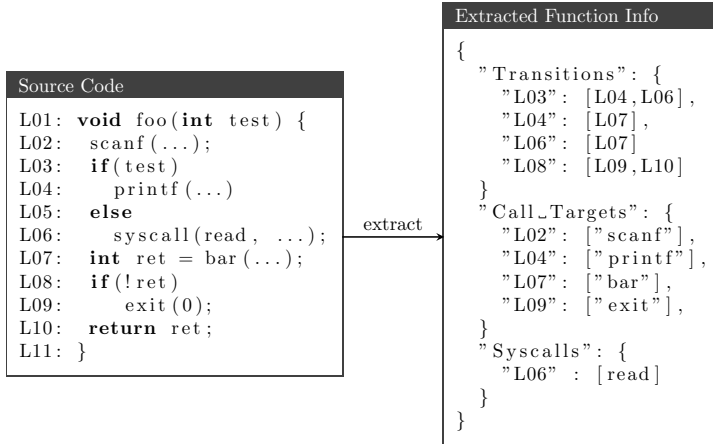 Source Code
L01: void foo(int test) {
L02:   scanf(...);
L03:   if(test)
L04:     printf(...)
L05:   else
L06:     syscall(read, ...);
L07:   int ret = bar(...);
L08:   if(!ret)
L09:      exit(0);
L10:   return ret;
L11: }
extract
Extracted Function Info
{
  "Transitions": {
    "L03": [L04,L06],
    "L04": [L07],
    "L06": [L07]
    "L08": [L09,L10]
  }
  "Call␣Targets": {
    "L02": ["scanf"],
    "L04": ["printf"],
    "L07": ["bar"],
    "L09": ["exit"],
  }
  "Syscalls": {
    "L06" : [read]
  }
}